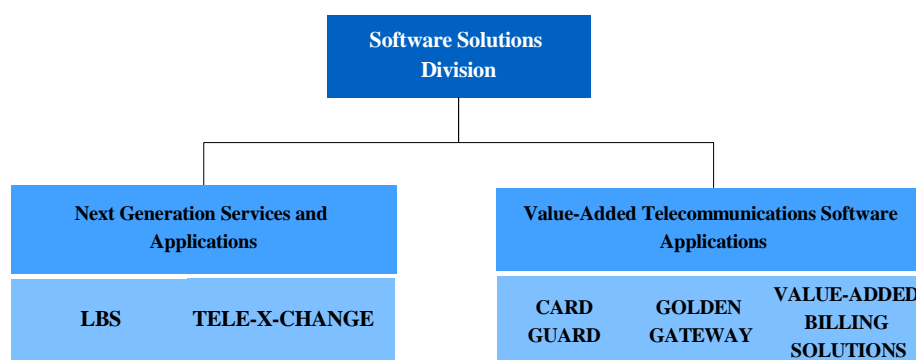 Software Solutions
Division
Next Generation Services and
Applications
Value-Added Telecommunications Software
Applications
LBS
TELE-X-CHANGE
CARD
GUARD
GOLDEN
GATEWAY
VALUE-ADDED
BILLING
SOLUTIONS